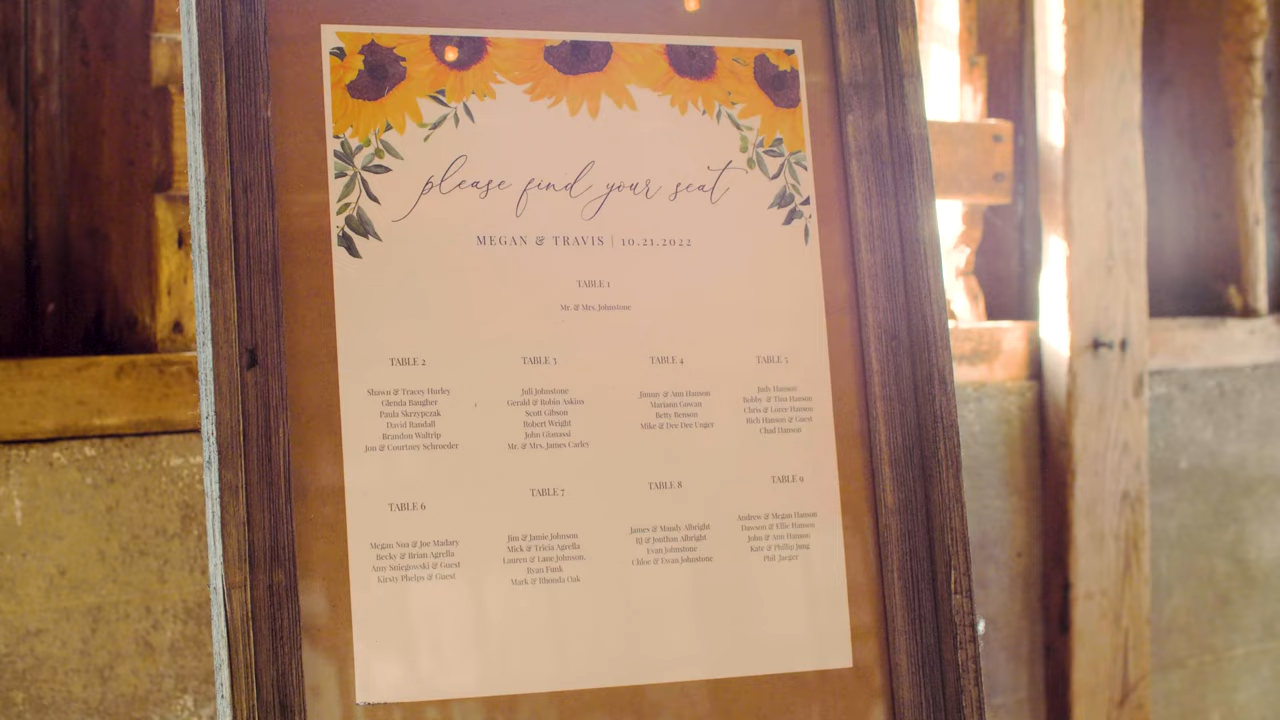 please find your seat
MEGAN & TRAVIS | 10.21.2022
TABLE 1
Mr. & Mrs. Johnstone
TABLE 2
Shawn & Tracey Hurley
Glenda Baugher
Paula Skrzypczak
David Randall
Brandon Waltrip
Jon & Courtney Schroeder
TABLE 3
Juli Johnstone
Gerald & Robin Askins
Scott Gibson
Robert Wright
John Gionassi
Mr. & Mrs. James Carley
TABLE 4
Jimmy & Ann Hanson
Mariann Gowan
Betty Benson
Mike & Dee Dee Unger
TABLE 5
Judy Hanson
Bobby & Tina Hanson
Chris & Loree Hanson
Rich Hanson & Guest
Chad Hanson
TABLE 6
Megan Noa & Joe Madary
Becky & Brian Agrella
Amy Sniegowski & Guest
Kirsty Phelps & Guest
TABLE 7
Jim & Jamie Johnson
Mick & Tricia Agrella
Lauren & Lane Johnson,
Ryan Funk
Mark & Rhonda Oak
TABLE 8
James & Mandy Albright
RJ & Jonthan Albright
Evan Johnstone
Chloe & Ewan Johnstone
TABLE 9
Andrew & Megan Hanson
Dawson & Ellie Hanson
John & Ann Hanson
Kate & Phillip Jung
Phil Jaeger